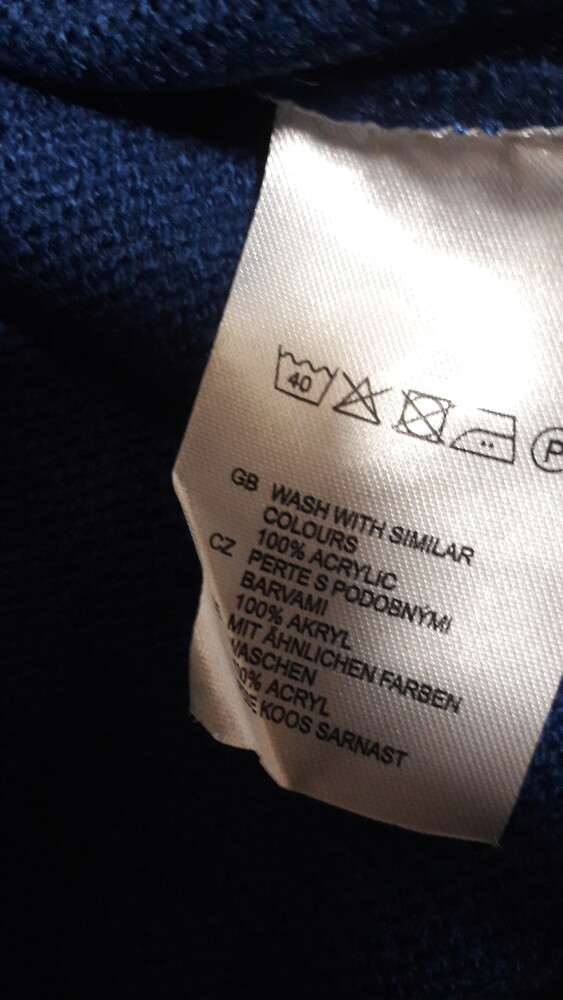 40
P
GB WASH WITH SIMILAR
COLOURS
100% ACRYLIC
CZ PERTE S PODOBNÝMI
BARVAMI
100% AKRYL
MIT ÄHNLICHEN FARBEN
WASCHEN
0% ACRYL
KOOS SARNAST